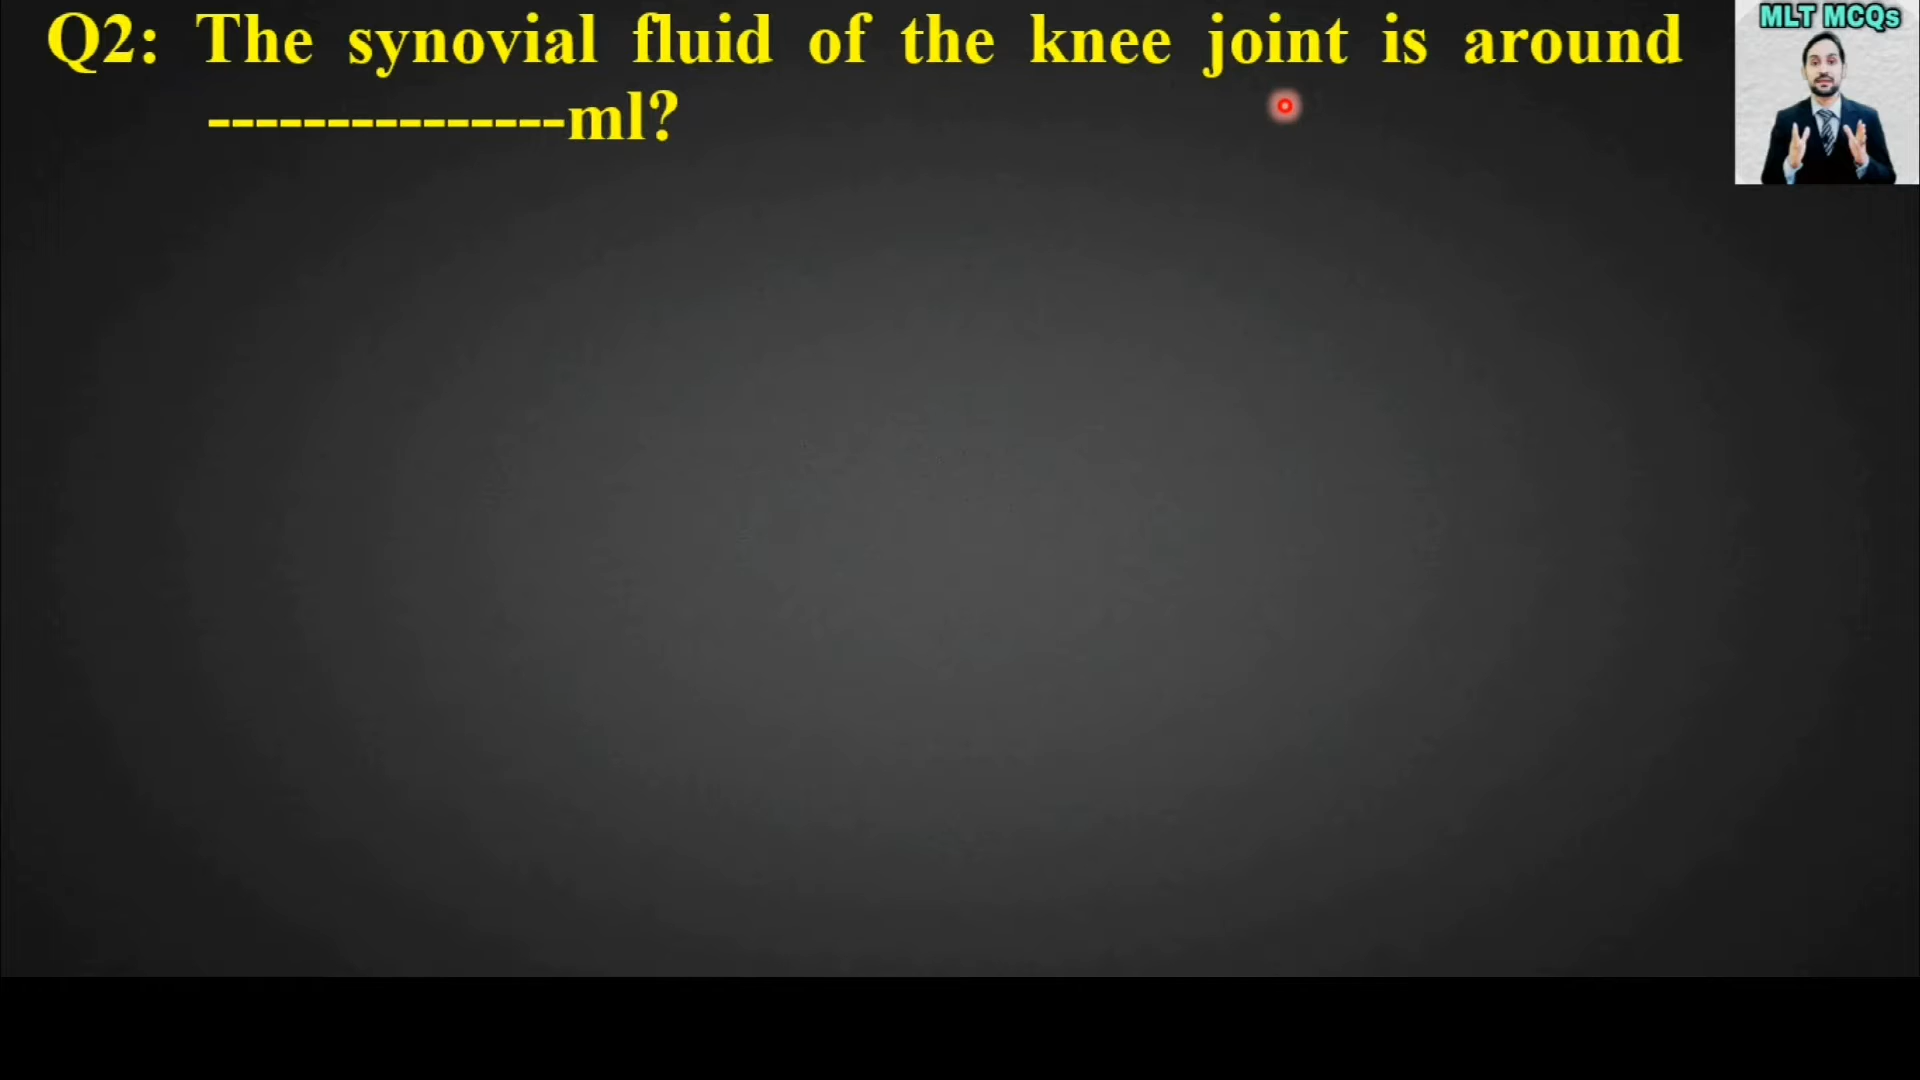 Q2: The synovial fluid of the knee joint is around
---------------ml?
MLT MCQs